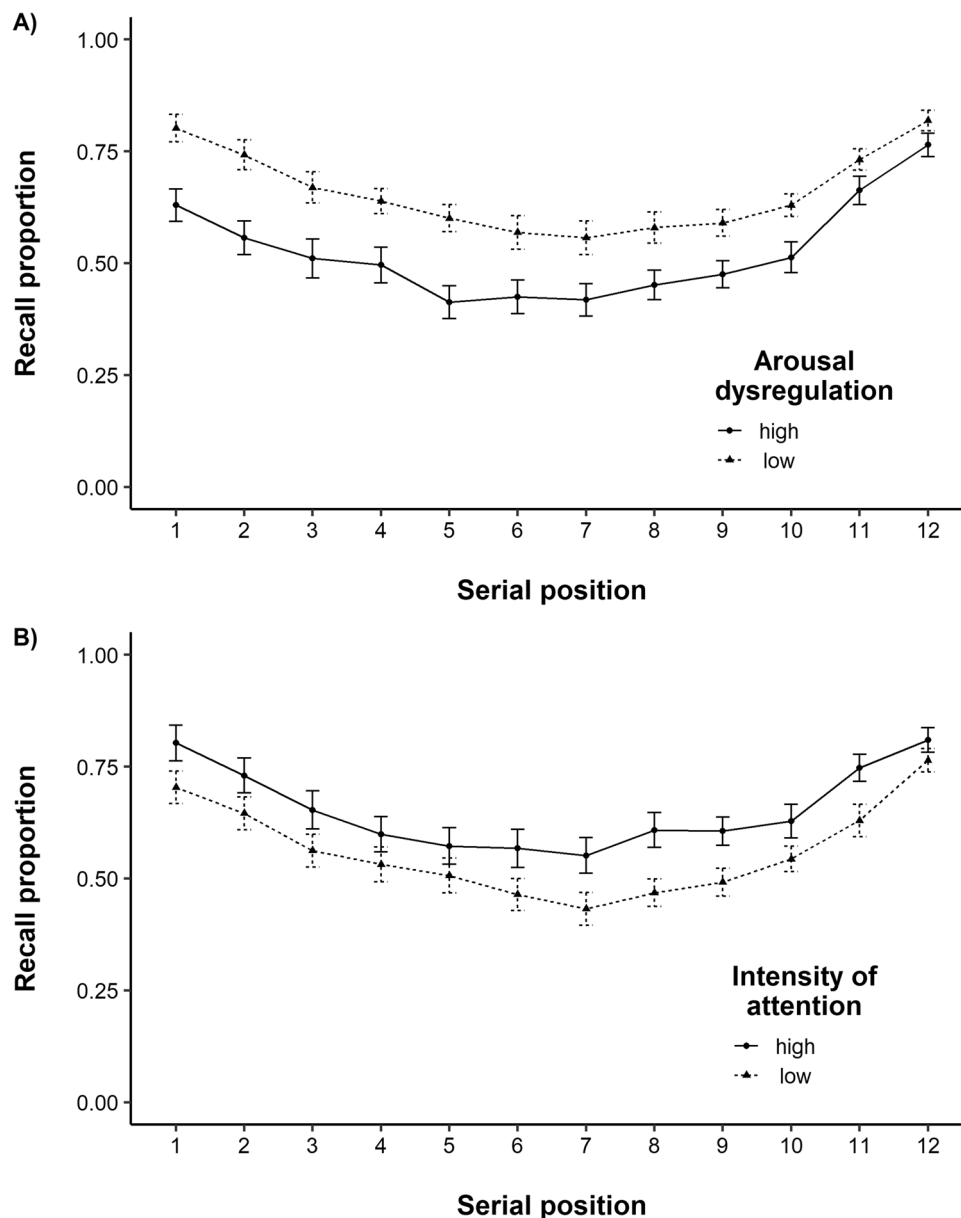 A)
1.00
0.75
0.50
0.25
0.00
Recall proportion
Arousal
dysregulation
high
low
1 2 3 4 5 6 7 8 9 10 11 12
Serial position
B)
1.00
0.75
0.50
0.25
0.00
Recall proportion
Intensity of
attention
high
low
1 2 3 4 5 6 7 8 9 10 11 12
Serial position